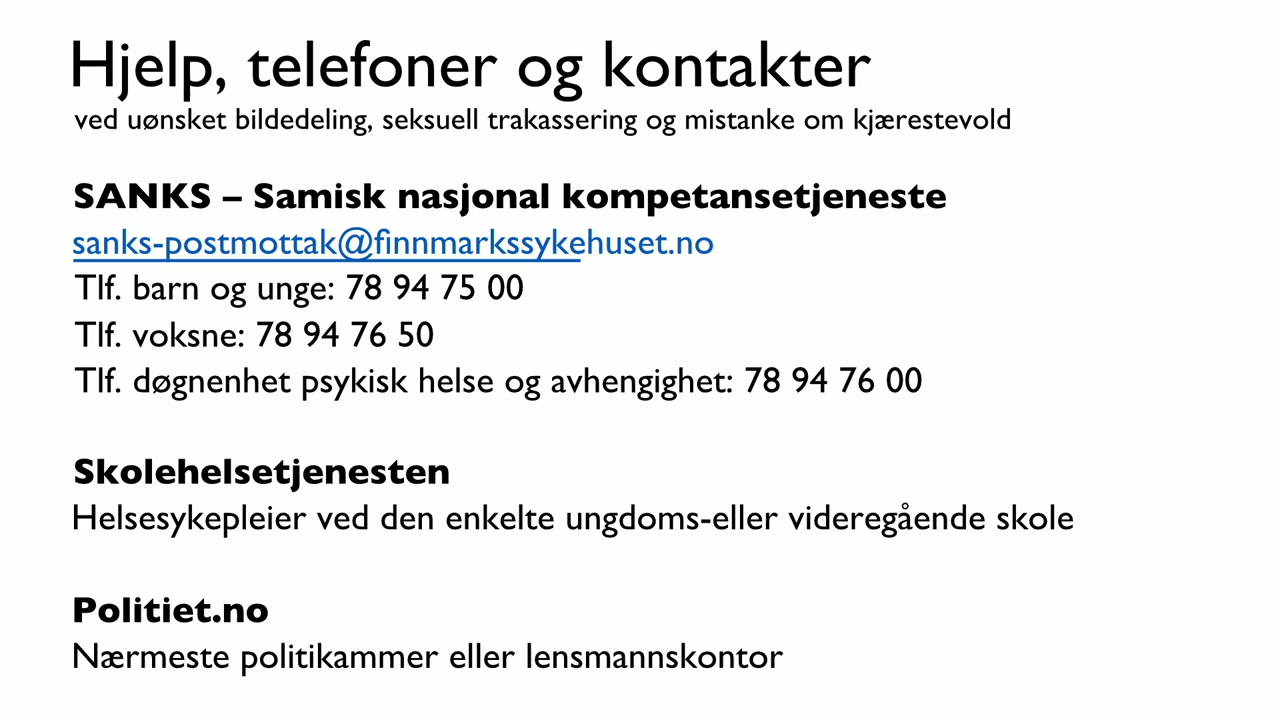 Hjelp, telefoner og kontakter
ved uønsket bildedeling, seksuell trakassering og mistanke om kjærestevold
SANKS – Samisk nasjonal kompetansetjeneste
sanks-postmottak@finnmarkssykehuset.no
Tlf. barn og unge: 78 94 75 00
Tlf. voksne: 78 94 76 50
Tlf. døgnenhet psykisk helse og avhengighet: 78 94 76 00
Skolehelsetjenesten
Helsesykepleier ved den enkelte ungdoms-eller videregående skole
Politiet.no
Nærmeste politikammer eller lensmannskontor